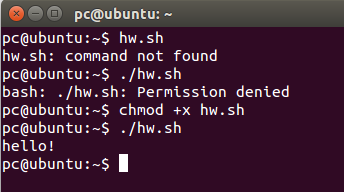 pc@ubuntu: ~
pc@ubuntu:~$ hw.sh
hw.sh: command not found
pc@ubuntu:~$ ./hw.sh
bash: ./hw.sh: Permission denied
pc@ubuntu:~$ chmod +x hw.sh
pc@ubuntu:~$ ./hw.sh
hello!
pc@ubuntu:~$